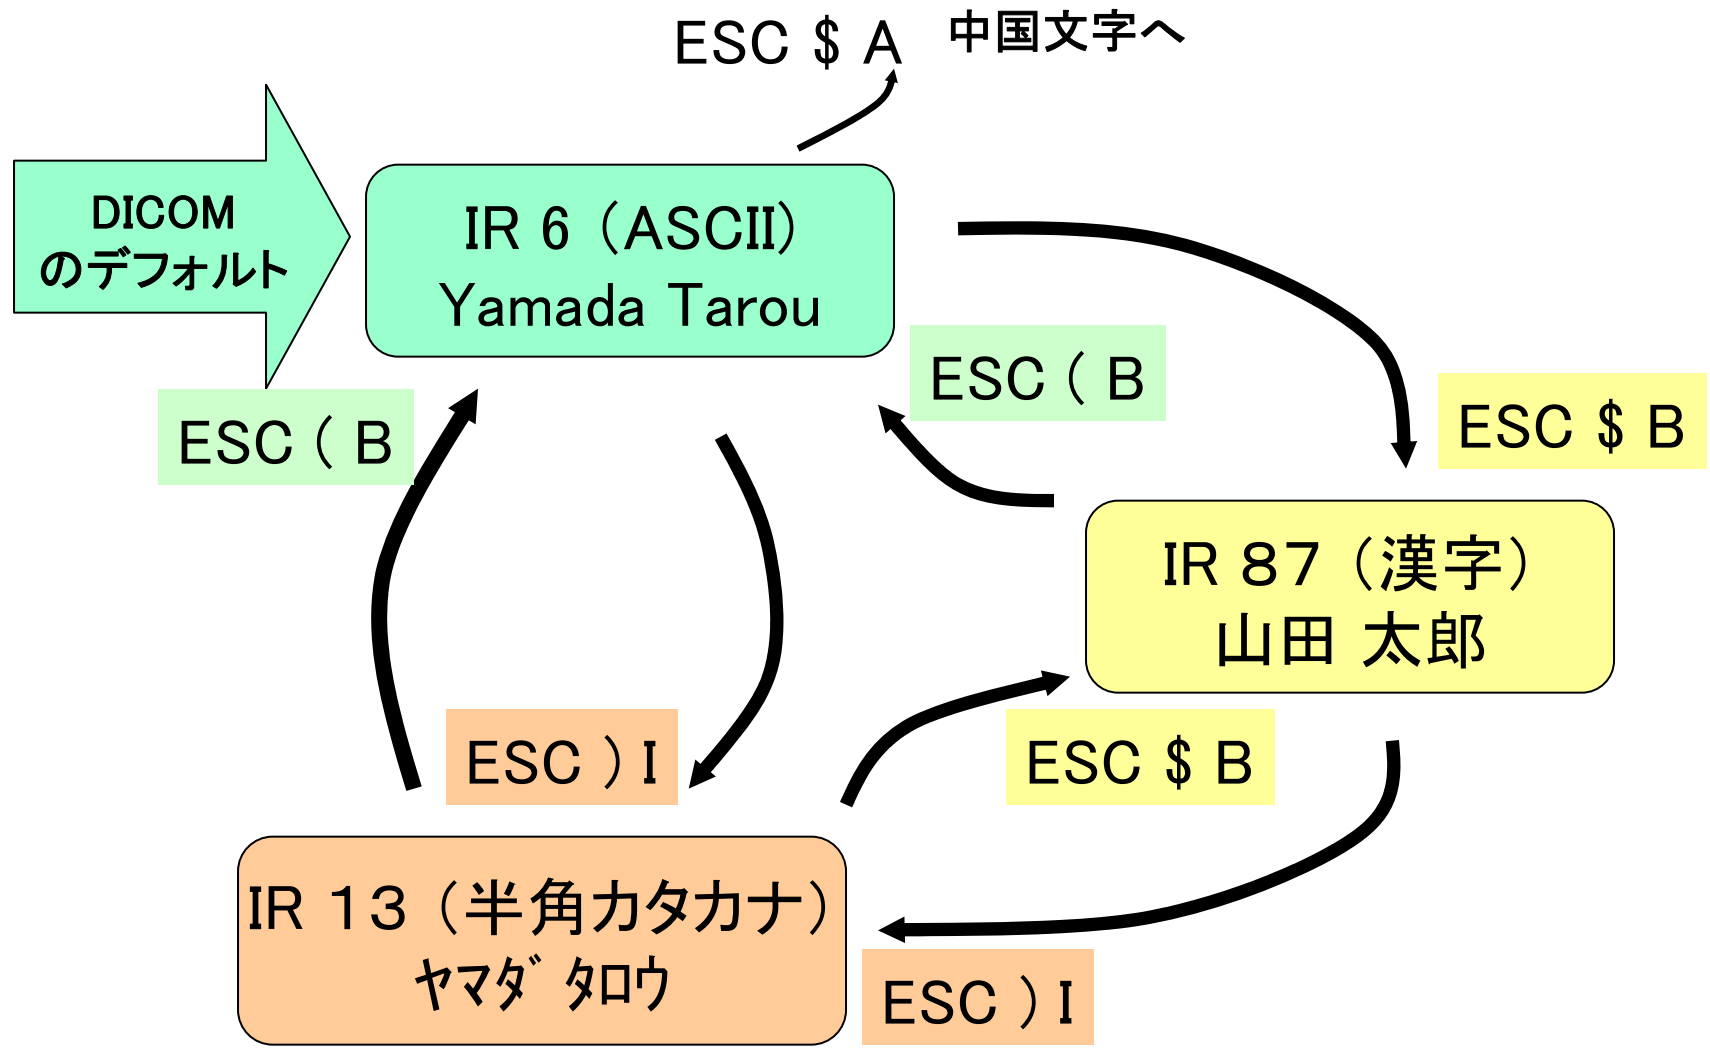 ESC $ A
中国文字へ
DICOM
のデフォルト
IR 6 (ASCII)
Yamada Tarou
ESC ( B
ESC ( B
ESC $ B
IR 87（漢字）
山田 太郎
ESC ) I
ESC $ B
IR 13（半角カタカナ）
ﾔﾏﾀﾞ ﾀﾛｳ
ESC ) I